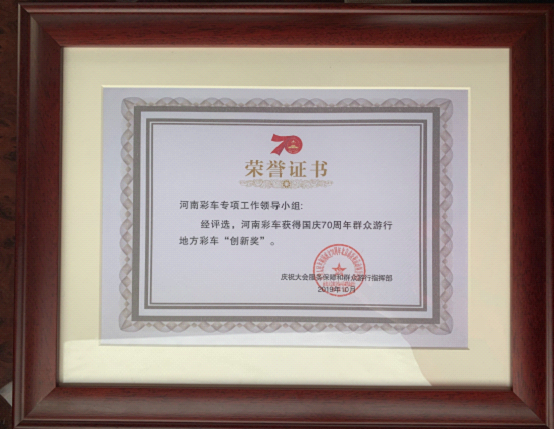 70
荣誉证书
河南彩车专项工作领导小组:
经评选，河南彩车获得国庆70周年群众游行
地方彩车“创新奖”。
庆祝大会服务保障和群众游行指挥部
2019年10月